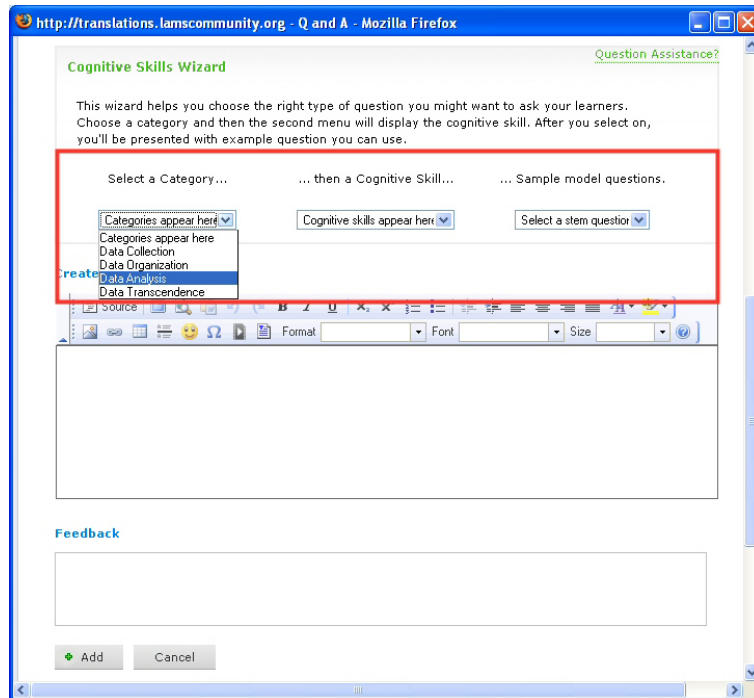 http://translations.lamscommunity.org - Q and A - Mozilla Firefox
Question Assistance?
Cognitive Skills Wizard
This wizard helps you choose the right type of question you might want to ask your learners.
Choose a category and then the second menu will display the cognitive skill. After you select on,
you'll be presented with example question you can use.
Select a Category... ... then a Cognitive Skill... ... Sample model questions.
Categories appear here Cognitive skills appear here Select a stem question
Categories appear here
Data Collection
Data Organization
Data Analysis
Data Transcendence
Create
Source B I U X₂ X²
Format Font Size
Feedback
Add Cancel